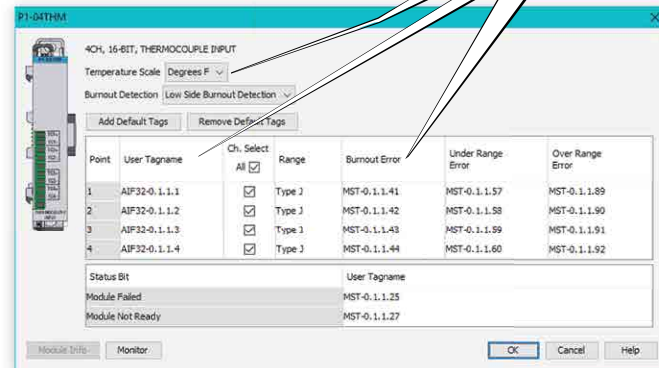 P1-04THM
4CH, 16-BIT, THERMOCOUPLE INPUT
Temperature Scale Degrees F
Burnout Detection Low Side Burnout Detection
Add Default Tags Remove Default Tags
Point User Tagname Ch. Select All Range Burnout Error Under Range Error Over Range Error
1 AIF32-0.1.1.1 Type J MST-0.1.1.41 MST-0.1.1.57 MST-0.1.1.89
2 AIF32-0.1.1.2 Type J MST-0.1.1.42 MST-0.1.1.58 MST-0.1.1.90
3 AIF32-0.1.1.3 Type J MST-0.1.1.43 MST-0.1.1.59 MST-0.1.1.91
4 AIF32-0.1.1.4 Type J MST-0.1.1.44 MST-0.1.1.60 MST-0.1.1.92
Status Bit User Tagname
Module Failed MST-0.1.1.25
Module Not Ready MST-0.1.1.27
Module Info. Monitor OK Cancel Help